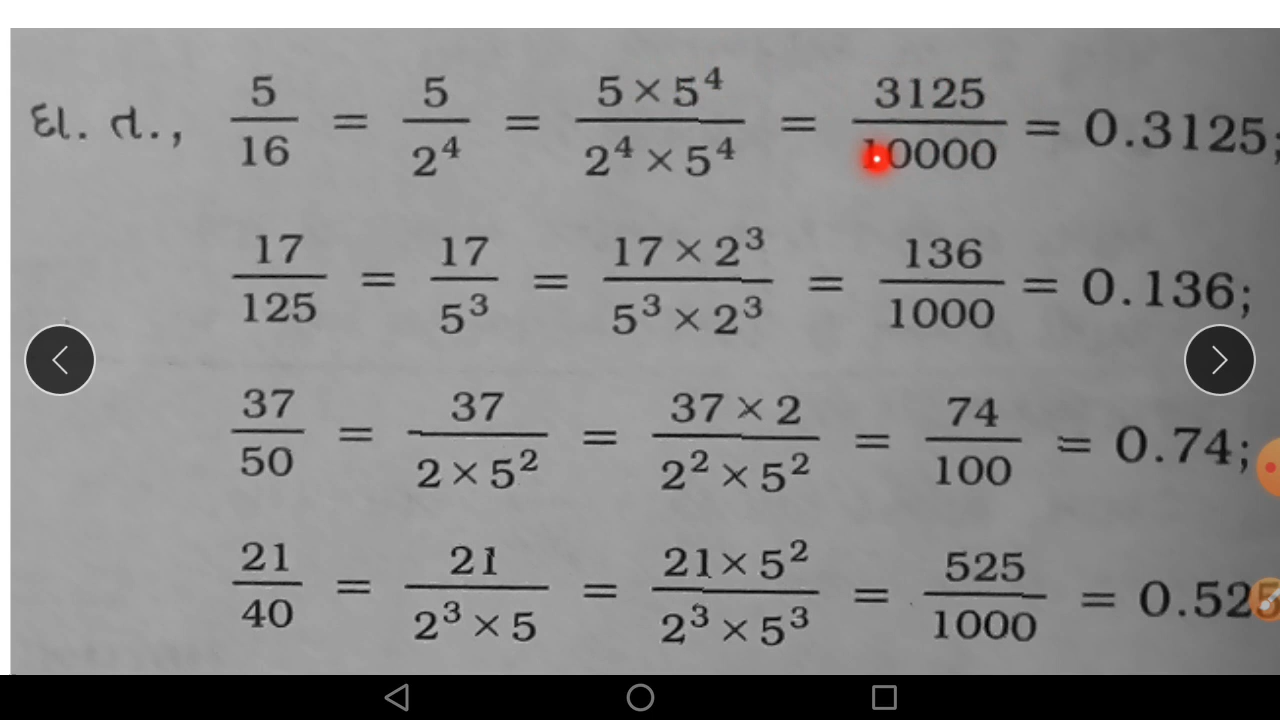 દા. ત., 5/16 = 5/2⁴ = 5 × 5⁴/2⁴ × 5⁴ = 3125/10000 = 0.3125;
17/125 = 17/5³ = 17 × 2³/5³ × 2³ = 136/1000 = 0.136;
37/50 = 37/2 × 5² = 37 × 2/2² × 5² = 74/100 = 0.74;
21/40 = 21/2³ × 5 = 21 × 5²/2³ × 5³ = 525/1000 = 0.525